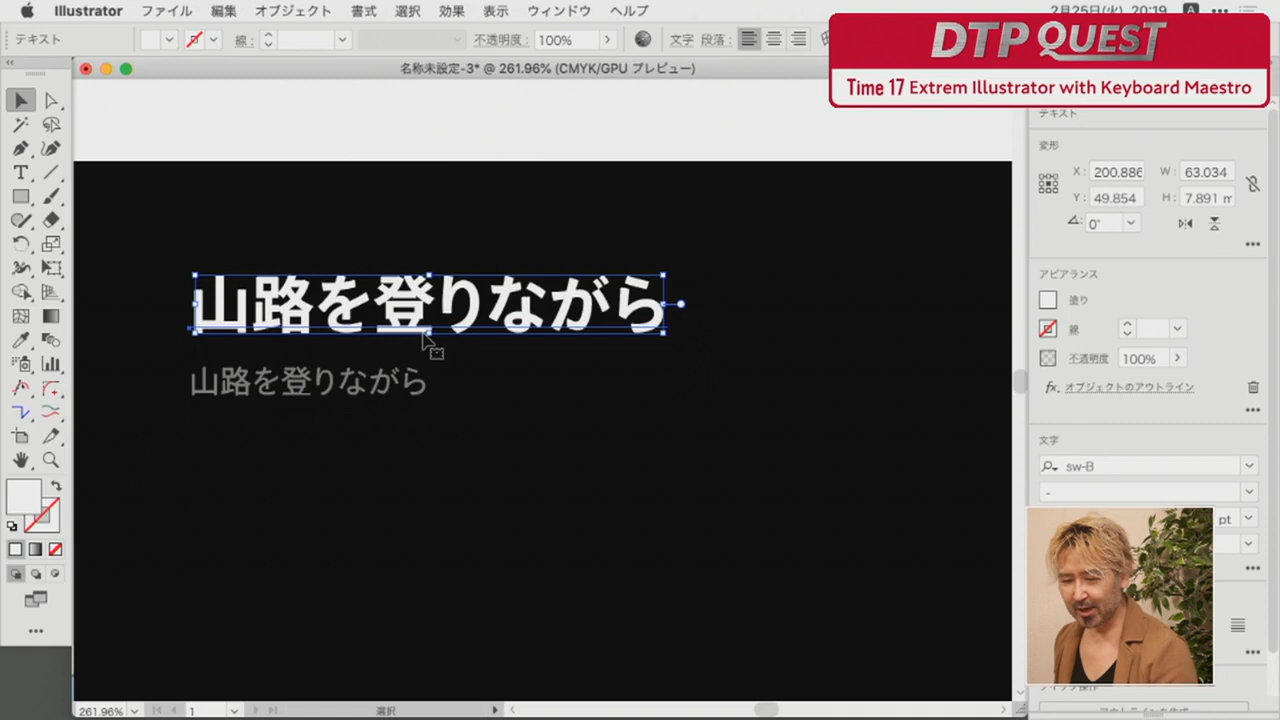 Illustrator ファイル 編集 オブジェクト 書式 選択 効果 表示 ウィンドウ ヘルプ
2月25日(火) 20:19 A
DTP QUEST
Time 17 Extrem Illustrator with Keyboard Maestro
テキスト 線: 不透明度: 100% 文字 段落:
名称未設定-3* @ 261.96% (CMYK/GPU プレビュー)
テキスト
変形
X: 200.886 W: 63.034
Y: 49.854 H: 7.891 m
0°
アピアランス
塗り
線
不透明度 100%
fx. オブジェクトのアウトライン
文字
sw-B
-
pt
山路を登りながら
山路を登りながら
261.96% 1 選択